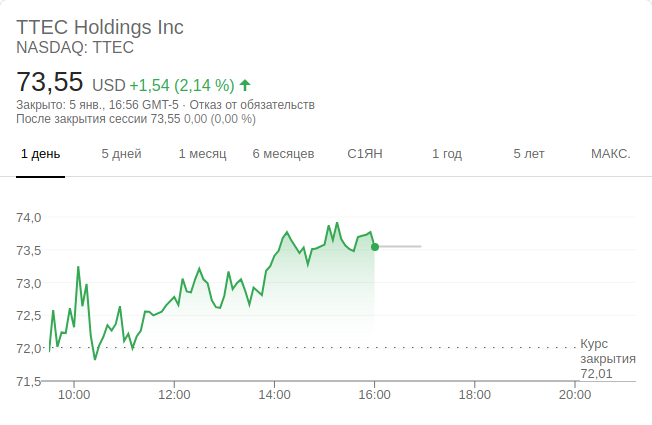 TTEC Holdings Inc
NASDAQ: TTEC
73,55 USD +1,54 (2,14 %)
Закрыто: 5 янв., 16:56 GMT-5 · Отказ от обязательств
После закрытия сессии 73,55 0,00 (0,00 %)
1 день 5 дней 1 месяц 6 месяцев С1ЯН 1 год 5 лет МАКС.
74,0
73,5
73,0
72,5
72,0
71,5
Курс
закрытия
72,01
10:00 12:00 14:00 16:00 18:00 20:00